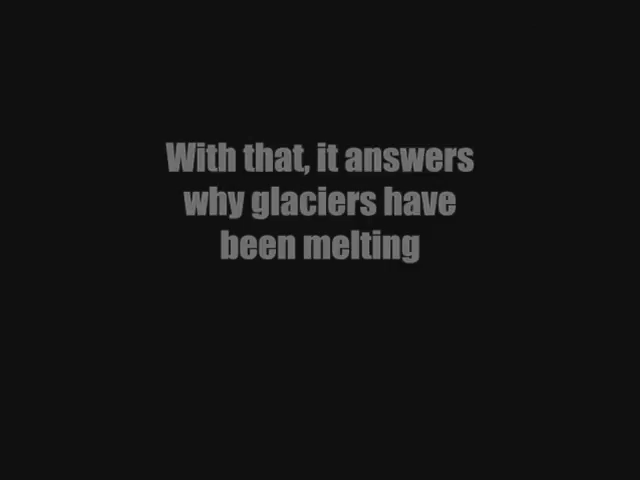 With that, it answers
why glaciers have
been melting